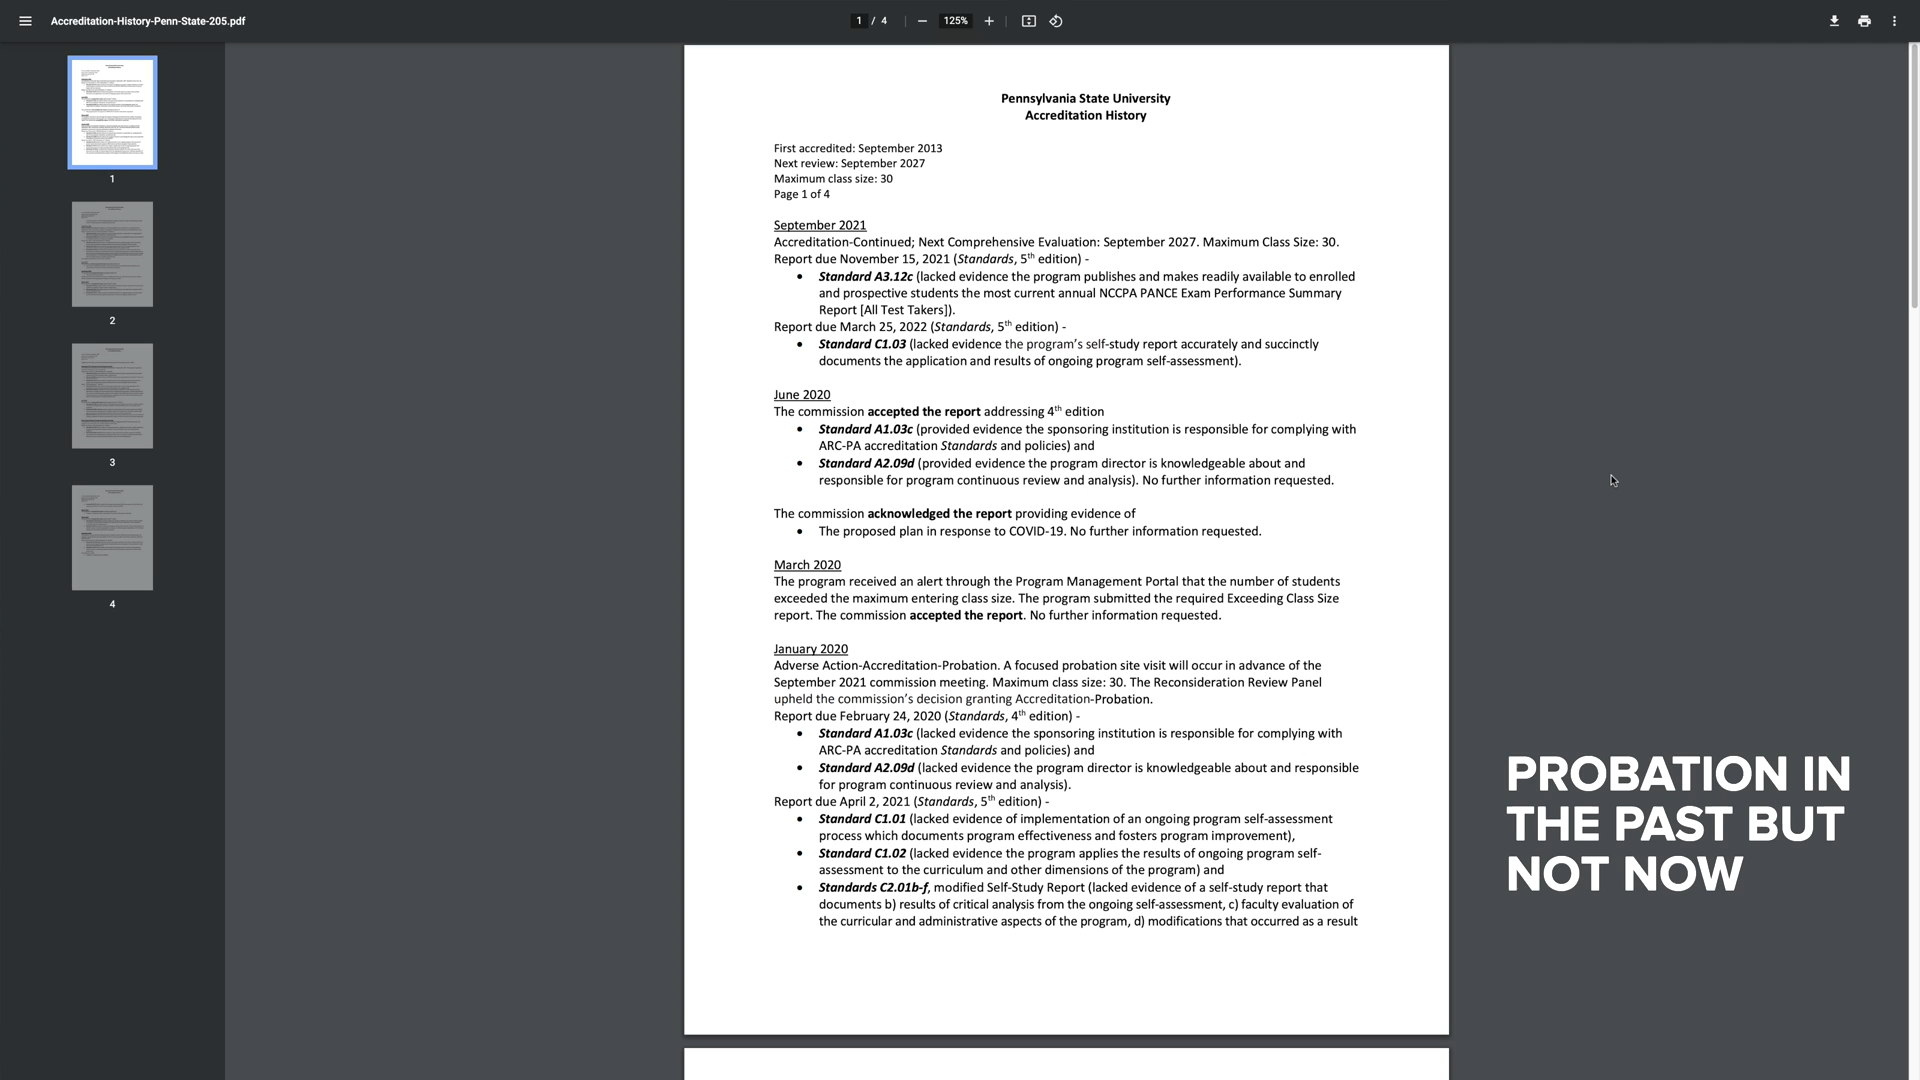 Accreditation-History-Penn-State-205.pdf
1 / 4
125%
1
2
3
4
Pennsylvania State University
Accreditation History
First accredited: September 2013
Next review: September 2027
Maximum class size: 30
Page 1 of 4
September 2021
Accreditation-Continued; Next Comprehensive Evaluation: September 2027. Maximum Class Size: 30.
Report due November 15, 2021 (Standards, 5th edition) -
• Standard A3.12c (lacked evidence the program publishes and makes readily available to enrolled
and prospective students the most current annual NCCPA PANCE Exam Performance Summary
Report [All Test Takers]).
Report due March 25, 2022 (Standards, 5th edition) -
• Standard C1.03 (lacked evidence the program’s self-study report accurately and succinctly
documents the application and results of ongoing program self-assessment).
June 2020
The commission accepted the report addressing 4th edition
• Standard A1.03c (provided evidence the sponsoring institution is responsible for complying with
ARC-PA accreditation Standards and policies) and
• Standard A2.09d (provided evidence the program director is knowledgeable about and
responsible for program continuous review and analysis). No further information requested.
The commission acknowledged the report providing evidence of
• The proposed plan in response to COVID-19. No further information requested.
March 2020
The program received an alert through the Program Management Portal that the number of students
exceeded the maximum entering class size. The program submitted the required Exceeding Class Size
report. The commission accepted the report. No further information requested.
January 2020
Adverse Action-Accreditation-Probation. A focused probation site visit will occur in advance of the
September 2021 commission meeting. Maximum class size: 30. The Reconsideration Review Panel
upheld the commission’s decision granting Accreditation-Probation.
Report due February 24, 2020 (Standards, 4th edition) -
• Standard A1.03c (lacked evidence the sponsoring institution is responsible for complying with
ARC-PA accreditation Standards and policies) and
• Standard A2.09d (lacked evidence the program director is knowledgeable about and responsible
for program continuous review and analysis).
Report due April 2, 2021 (Standards, 5th edition) -
• Standard C1.01 (lacked evidence of implementation of an ongoing program self-assessment
process which documents program effectiveness and fosters program improvement),
• Standard C1.02 (lacked evidence the program applies the results of ongoing program self-
assessment to the curriculum and other dimensions of the program) and
• Standards C2.01b-f, modified Self-Study Report (lacked evidence of a self-study report that
documents b) results of critical analysis from the ongoing self-assessment, c) faculty evaluation of
the curricular and administrative aspects of the program, d) modifications that occurred as a result
PROBATION IN
THE PAST BUT
NOT NOW